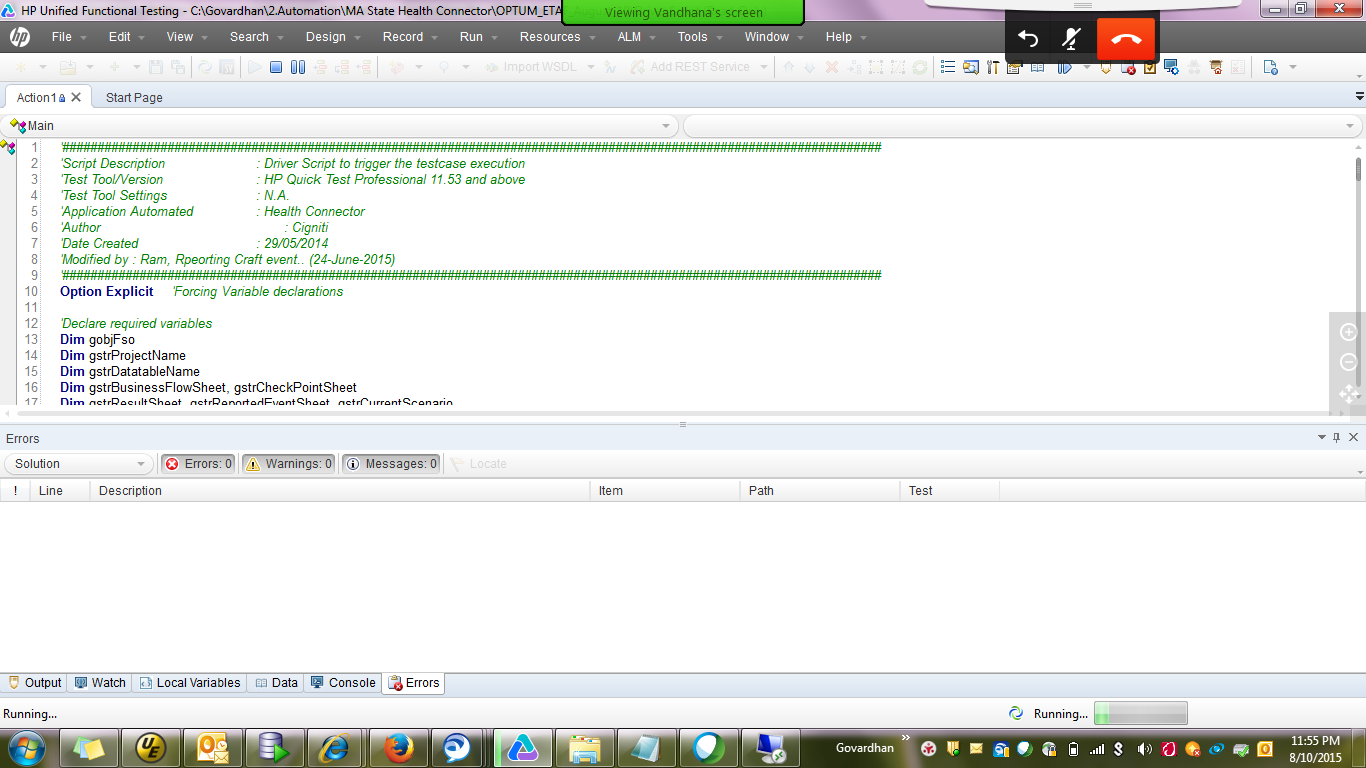 HP Unified Functional Testing - C:\Govardhan\2.Automation\MA State Health Connector\OPTUM_ETA
Viewing Vandhana's screen
hp File Edit View Search Design Record Run Resources ALM Tools Window Help
Import WSDL Add REST Service
Action1 Start Page
Main
1 '#####################################################################################################################
2 'Script Description : Driver Script to trigger the testcase execution
3 'Test Tool/Version : HP Quick Test Professional 11.53 and above
4 'Test Tool Settings : N.A.
5 'Application Automated : Health Connector
6 'Author : Cigniti
7 'Date Created : 29/05/2014
8 'Modified by : Ram, Rpeorting Craft event.. (24-June-2015)
9 '#####################################################################################################################
10 Option Explicit 'Forcing Variable declarations
11
12 'Declare required variables
13 Dim gobjFso
14 Dim gstrProjectName
15 Dim gstrDatatableName
16 Dim gstrBusinessFlowSheet, gstrCheckPointSheet
17 Dim gstrResultSheet, gstrReportedEventSheet, gstrCurrentScenario
Errors
Solution Errors: 0 Warnings: 0 Messages: 0 Locate
! Line Description Item Path Test
Output Watch Local Variables Data Console Errors
Running... Running...
Govardhan 11:55 PM
8/10/2015